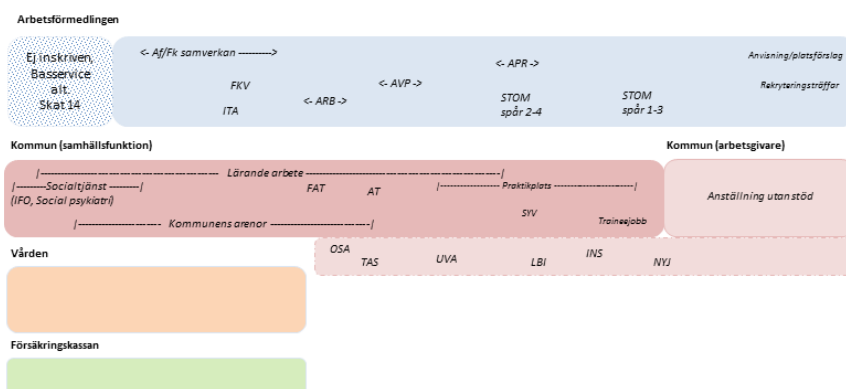 Arbetsförmedlingen
Ej inskriven,
Basservice
alt.
Skat 14
<- Af/Fk samverkan ---------->
FKV
ITA
<- ARB ->
<- AVP ->
<- APR ->
STOM
spår 2-4
STOM
spår 1-3
Anvisning/platsförslag
Rekryteringsträffar
Kommun (samhällsfunktion)
Kommun (arbetsgivare)
|------------------------------------------- Lärande arbete ----------------------------------------------|
|---------Socialtjänst ---------|
(IFO, Social psykiatri)
FAT
AT
|------------------ Praktikplats ------------------------|
SYV
Traineejobb
|----------------------- Kommunens arenor ---------------------------|
Anställning utan stöd
OSA
TAS
UVA
LBI
INS
NYJ
Vården
Försäkringskassan